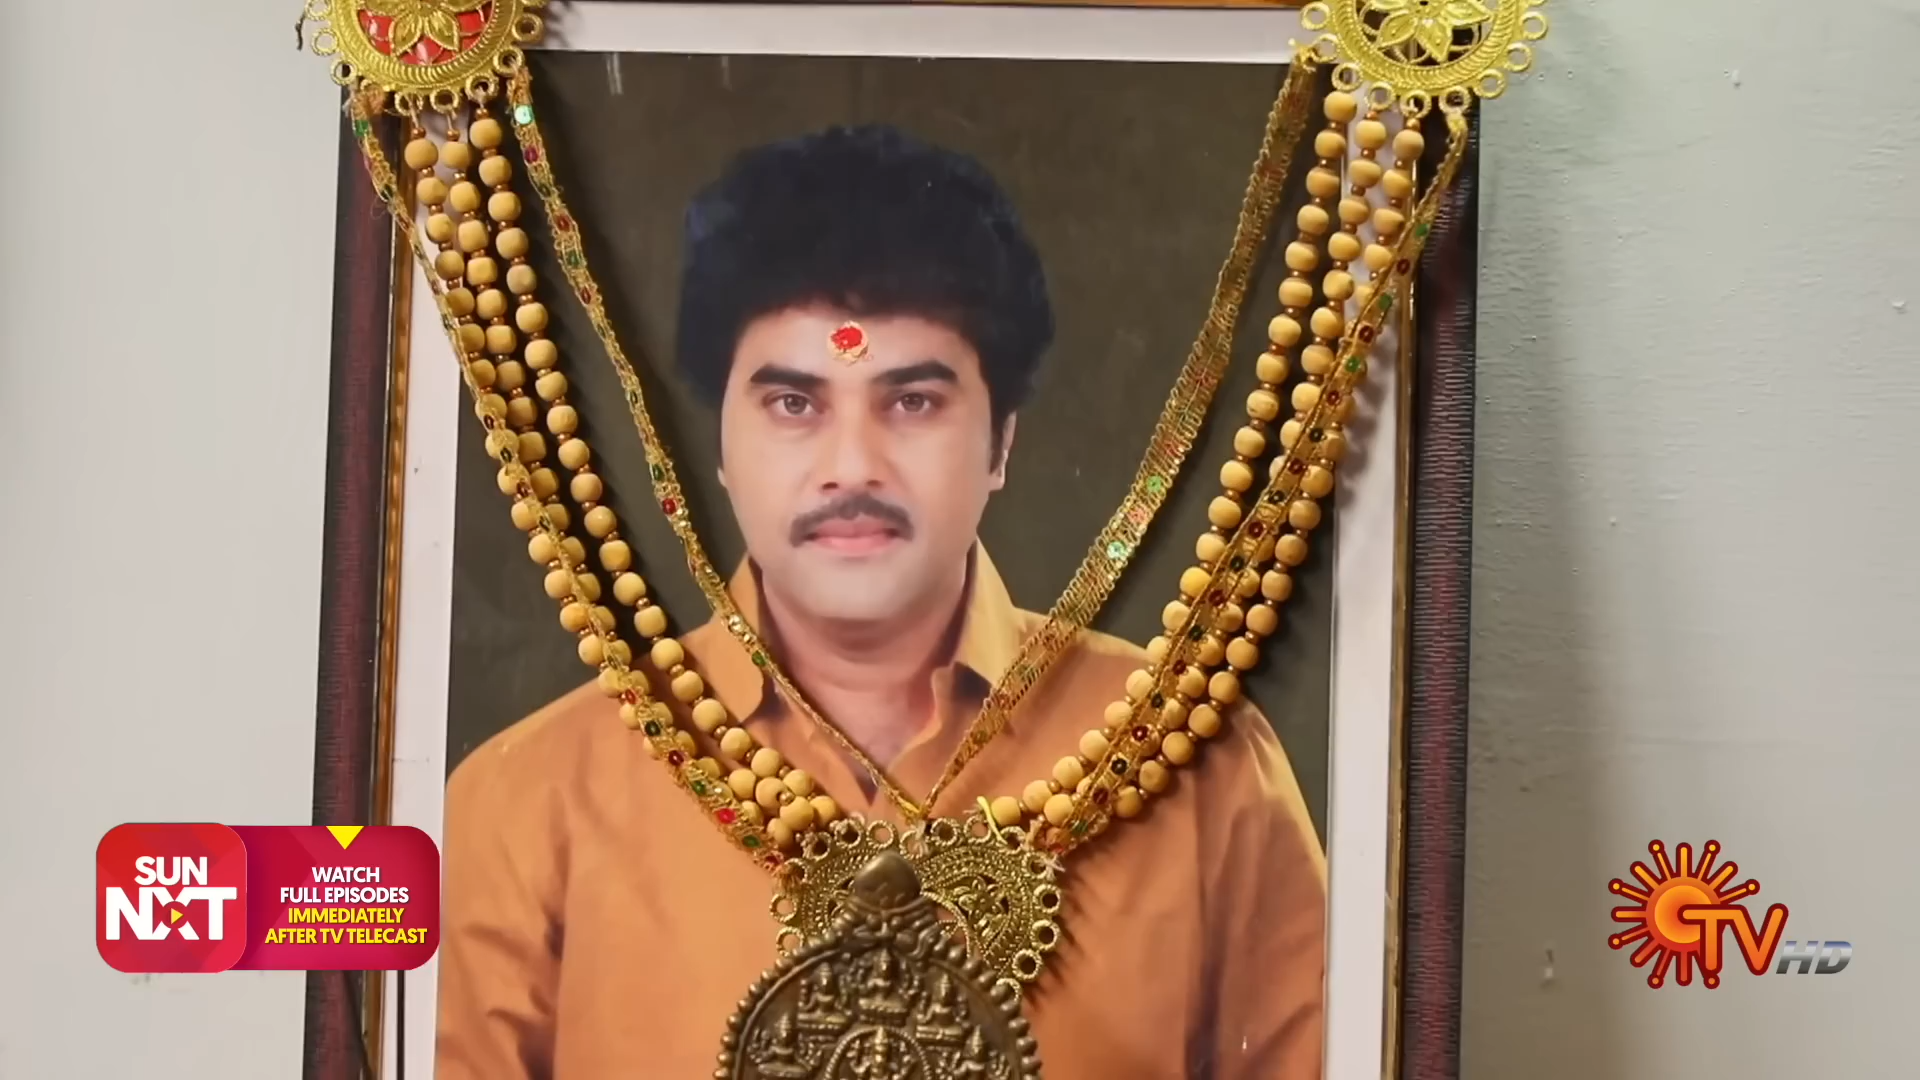 SUN
NXT
WATCH
FULL EPISODES
IMMEDIATELY
AFTER TV TELECAST
TV HD